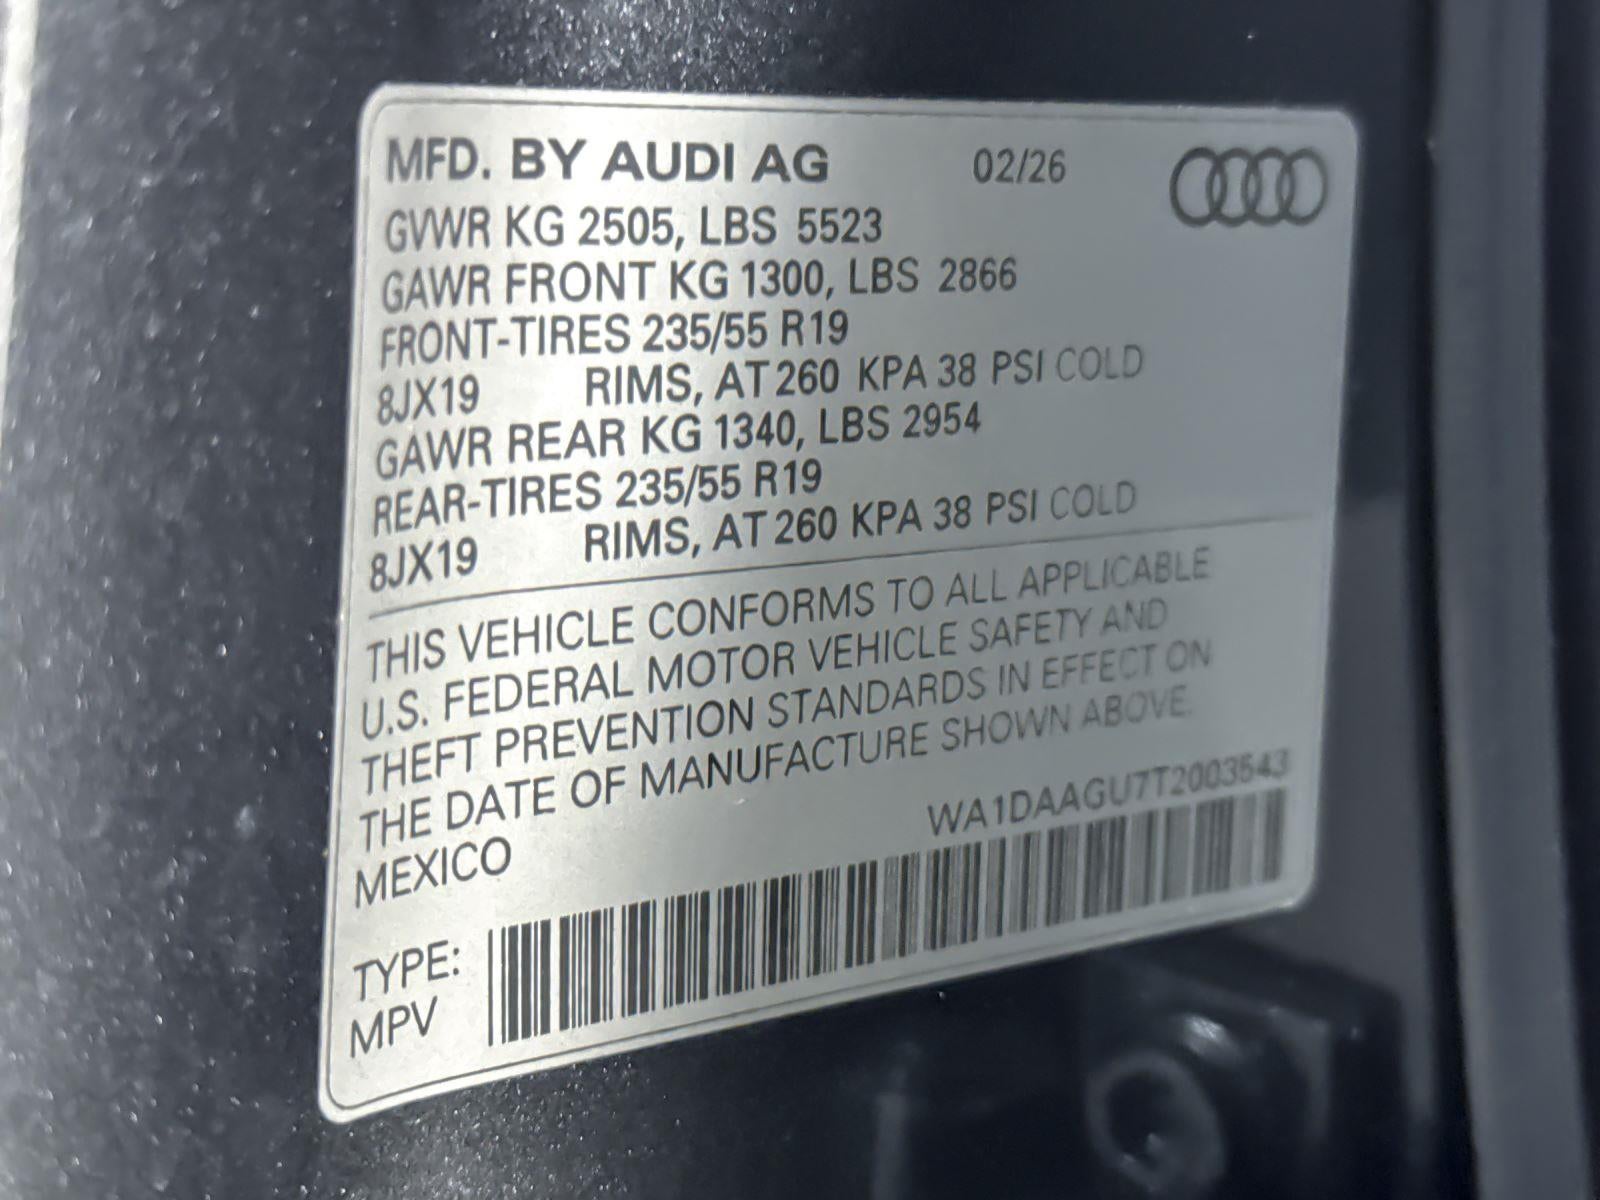 MFD. BY AUDI AG 02/26
GVWR KG 2505, LBS 5523
GAWR FRONT KG 1300, LBS 2866
FRONT-TIRES 235/55 R19
8JX19 RIMS, AT 260 KPA 38 PSI COLD
GAWR REAR KG 1340, LBS 2954
REAR-TIRES 235/55 R19
8JX19 RIMS, AT 260 KPA 38 PSI COLD
THIS VEHICLE CONFORMS TO ALL APPLICABLE
U.S. FEDERAL MOTOR VEHICLE SAFETY AND
THEFT PREVENTION STANDARDS IN EFFECT ON
THE DATE OF MANUFACTURE SHOWN ABOVE.
MEXICO WA1DAAGU7T2003543
TYPE:
MPV